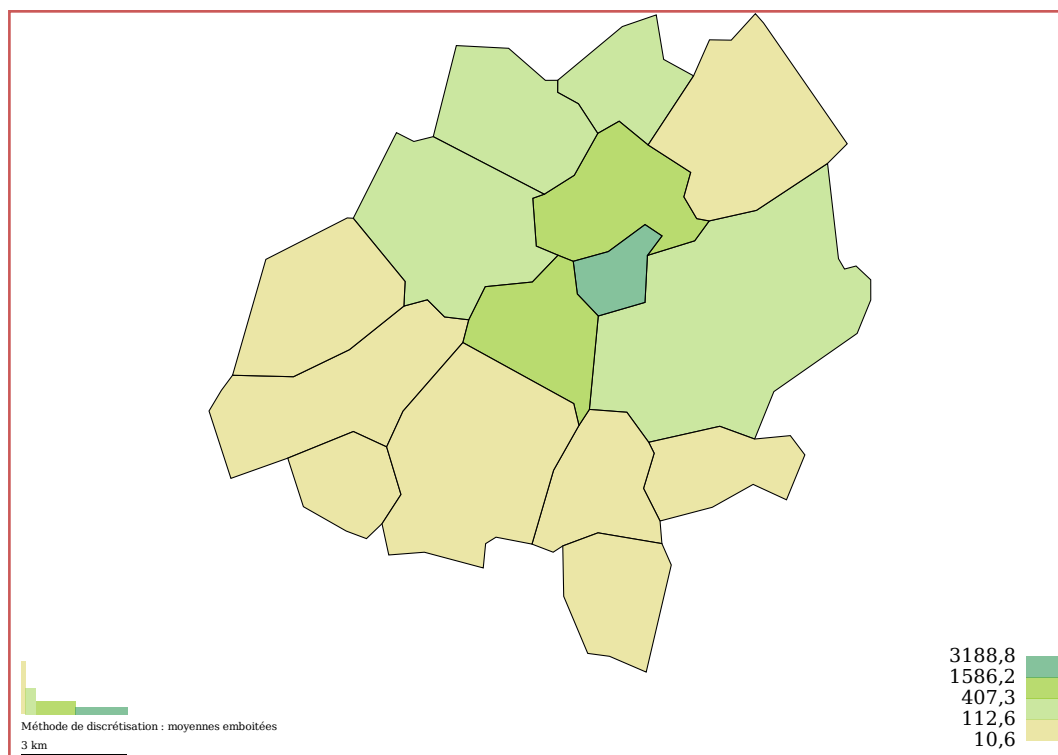 3188,8
1586,2
407,3
112,6
10,6
Méthode de discrétisation : moyennes emboitées
3 km